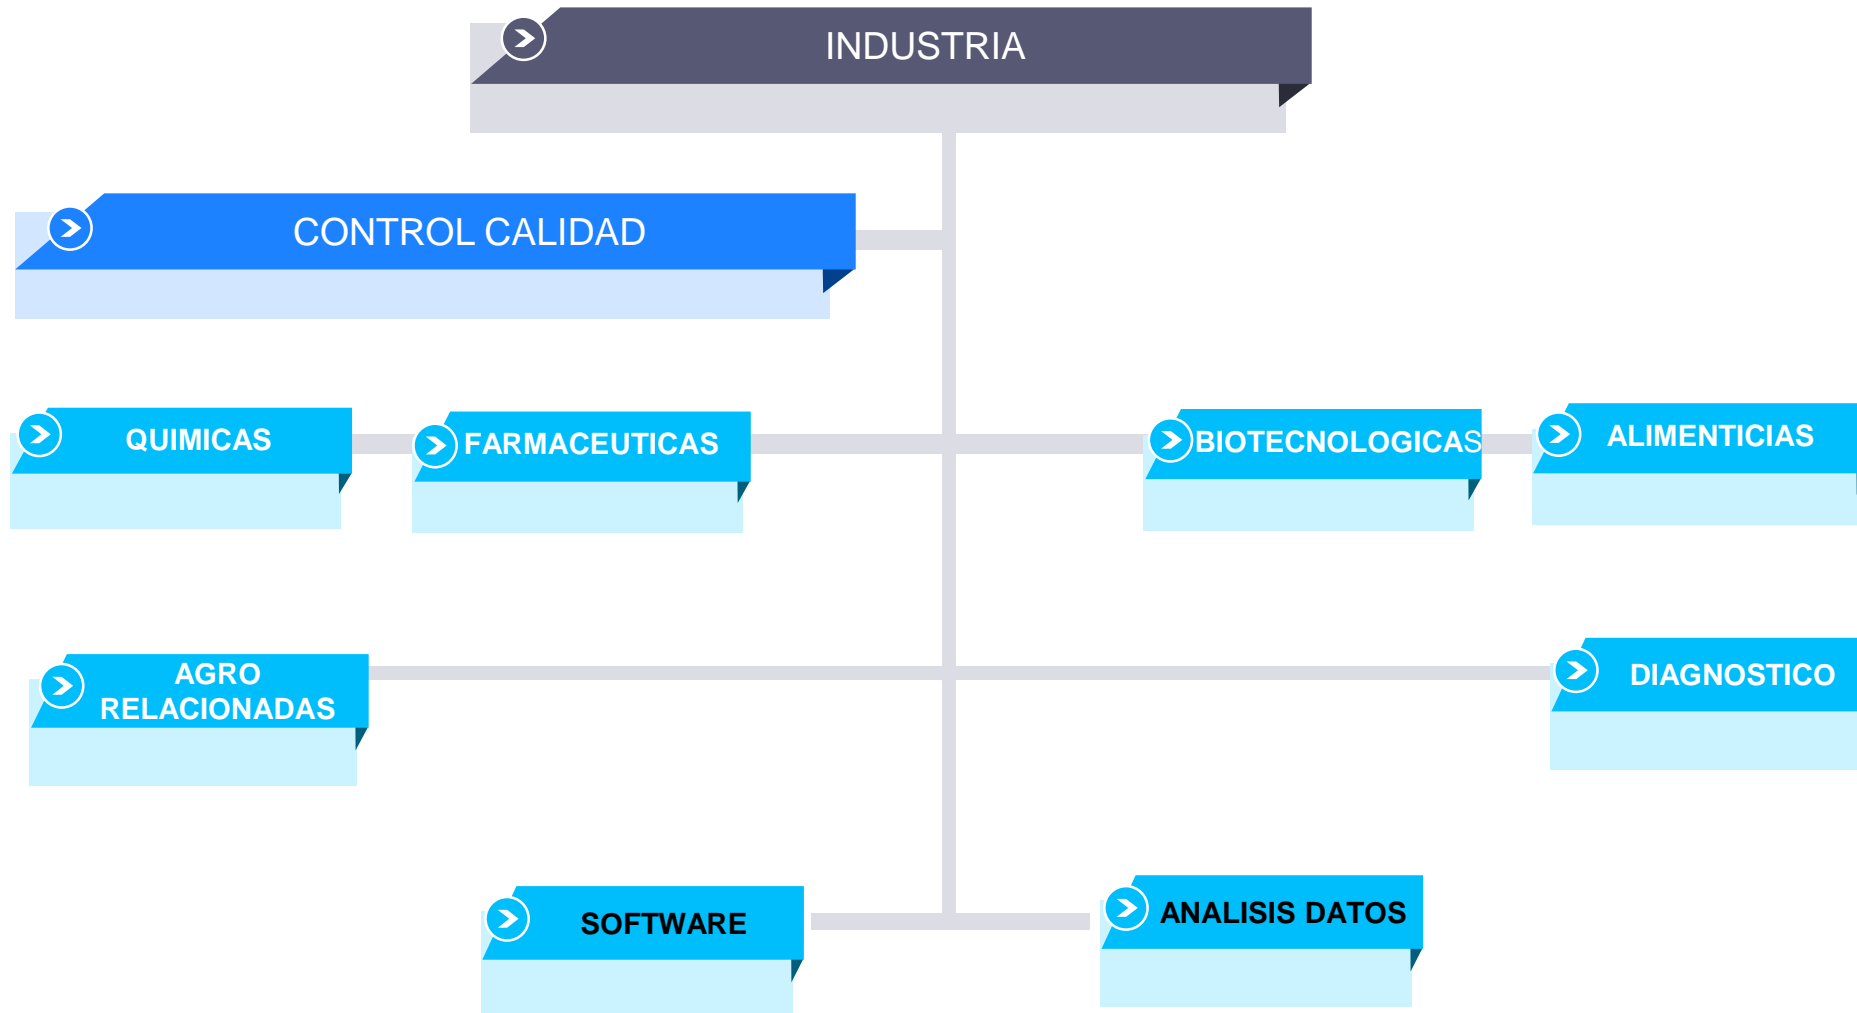 INDUSTRIA
CONTROL CALIDAD
QUIMICAS
FARMACEUTICAS
BIOTECNOLOGICAS
ALIMENTICIAS
AGRO
RELACIONADAS
DIAGNOSTICO
SOFTWARE
ANALISIS DATOS